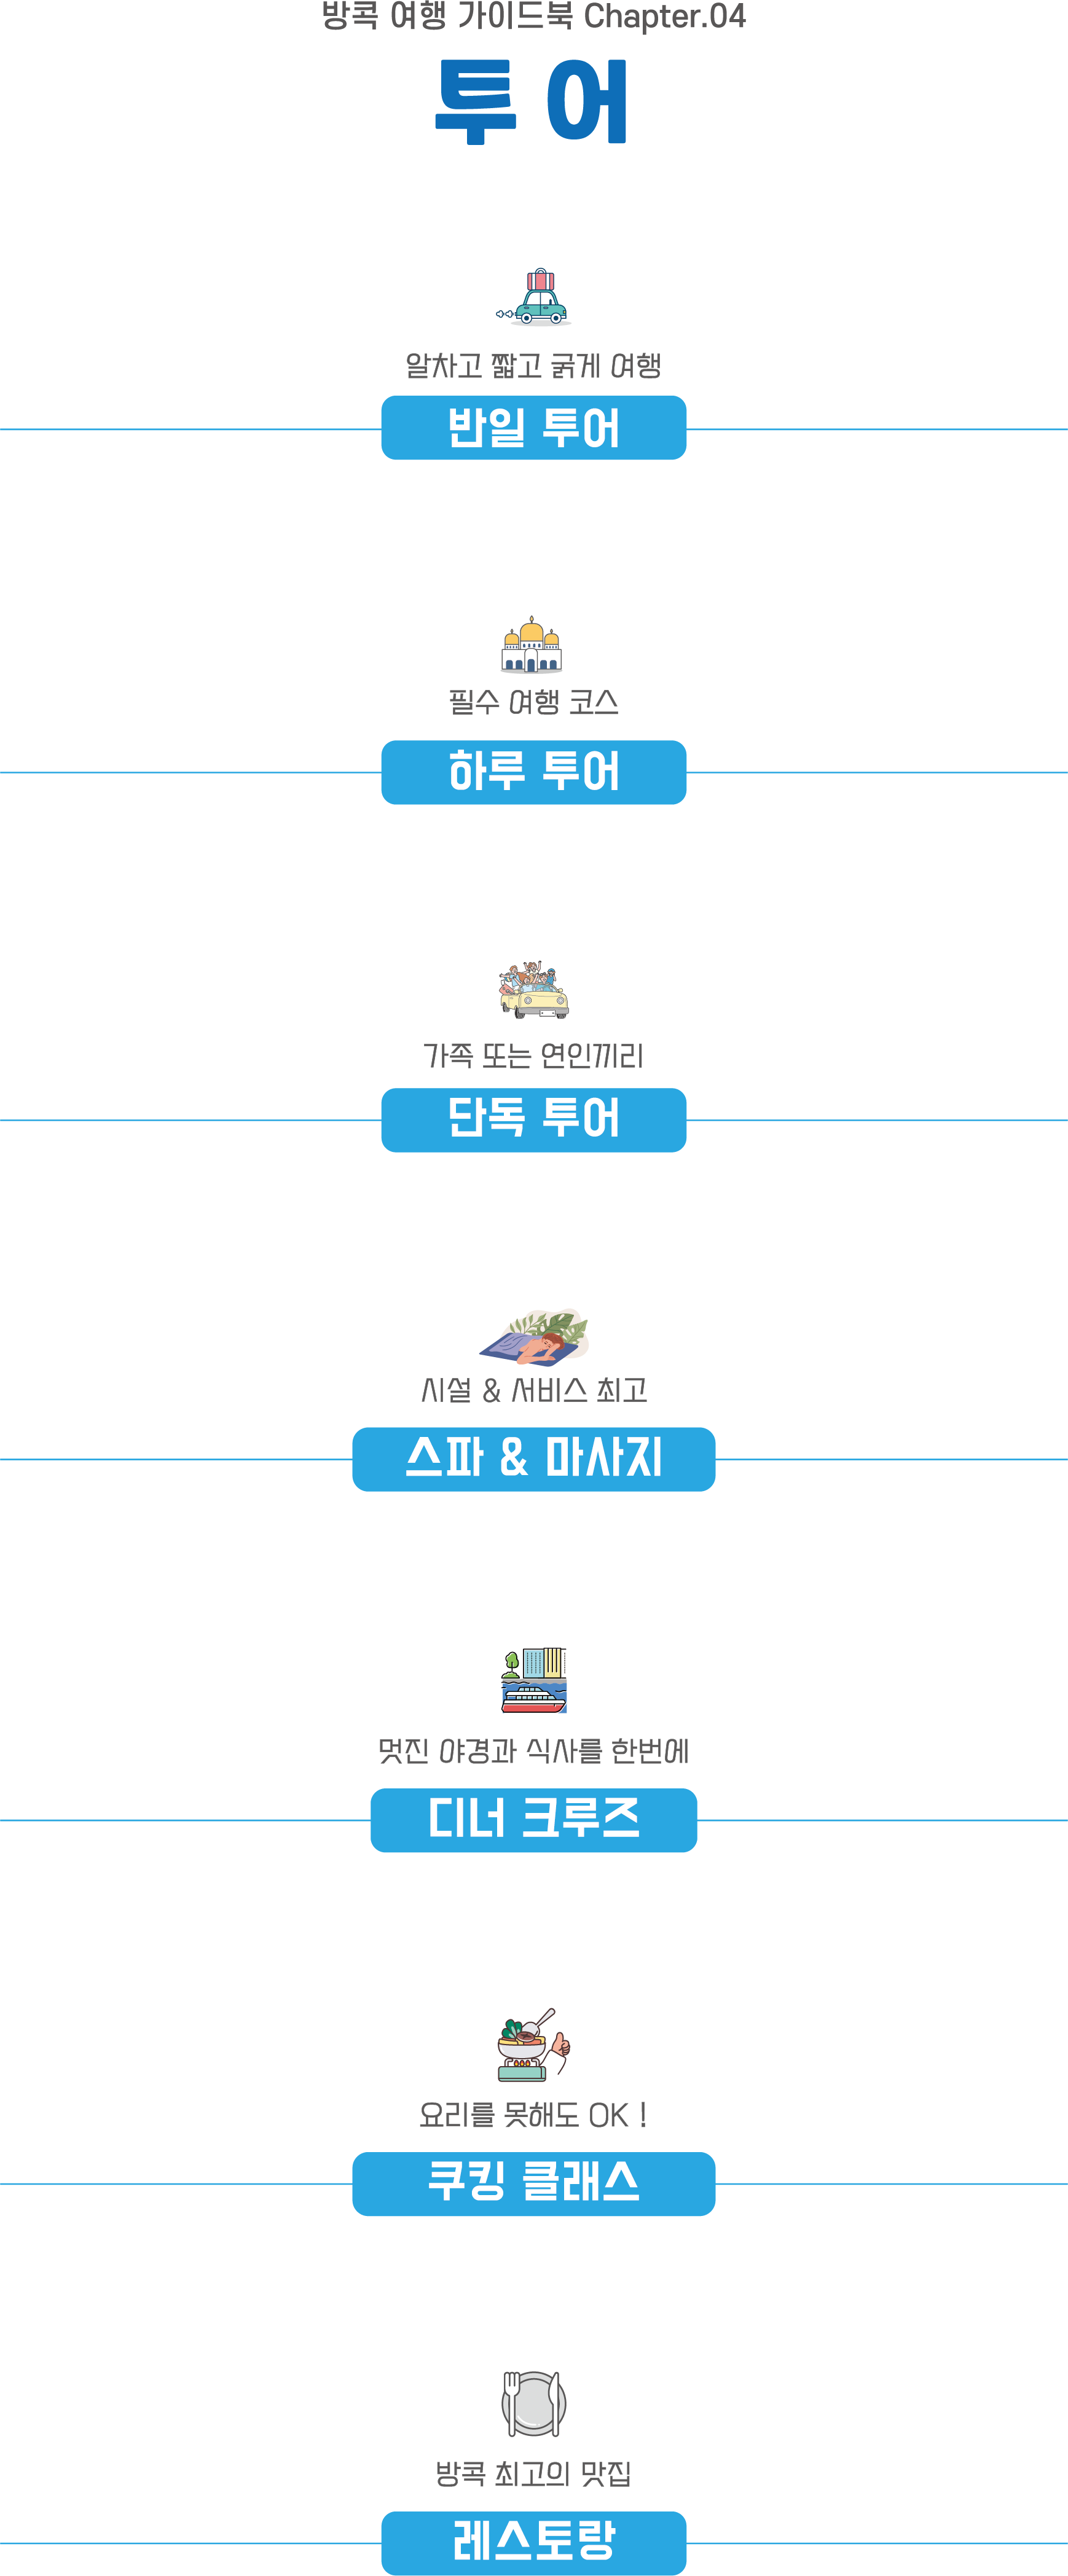 방콕 여행 가이드북 Chapter.04
투 어
알차고 짧고 굵게 여행
반일 투어
필수 여행 코스
하루 투어
가족 또는 연인끼리
단독 투어
시설 & 서비스 최고
스파 & 마사지
멋진 야경과 식사를 한번에
디너 크루즈
요리를 못해도 OK !
쿠킹 클래스
방콕 최고의 맛집
레스토랑